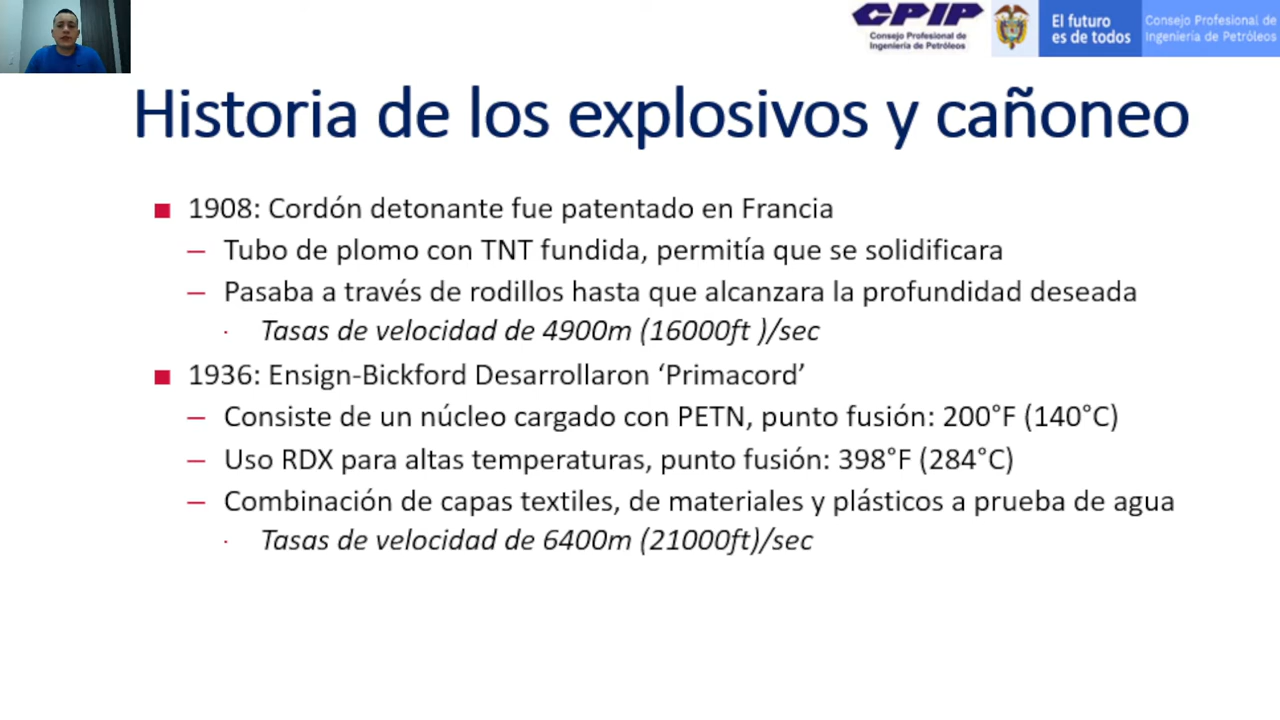 CPIP
Consejo Profesional de
Ingeniería de Petróleos
El futuro
es de todos
Consejo Profesional de
Ingeniería de Petróleos
Historia de los explosivos y cañoneo
1908: Cordón detonante fue patentado en Francia
– Tubo de plomo con TNT fundida, permitía que se solidificara
– Pasaba a través de rodillos hasta que alcanzara la profundidad deseada
· Tasas de velocidad de 4900m (16000ft )/sec
1936: Ensign-Bickford Desarrollaron ‘Primacord’
– Consiste de un núcleo cargado con PETN, punto fusión: 200°F (140°C)
– Uso RDX para altas temperaturas, punto fusión: 398°F (284°C)
– Combinación de capas textiles, de materiales y plásticos a prueba de agua
· Tasas de velocidad de 6400m (21000ft)/sec